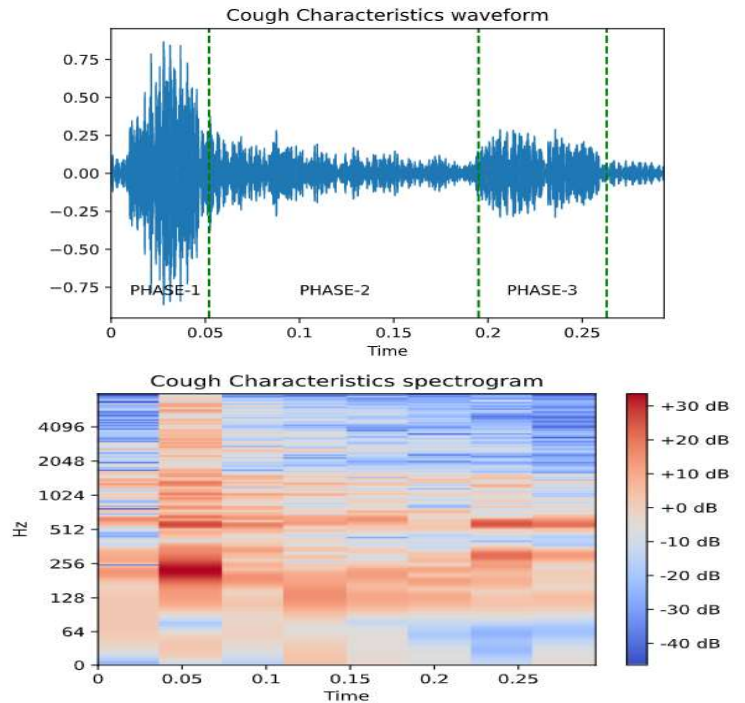 Cough Characteristics waveform
0.75
0.50
0.25
0.00
−0.25
−0.50
−0.75
PHASE-1 PHASE-2 PHASE-3
0 0.05 0.1 0.15 0.2 0.25
Time
Cough Characteristics spectrogram
Hz
4096
2048
1024
512
256
128
64
0
0 0.05 0.1 0.15 0.2 0.25
Time
+30 dB
+20 dB
+10 dB
+0 dB
-10 dB
-20 dB
-30 dB
-40 dB